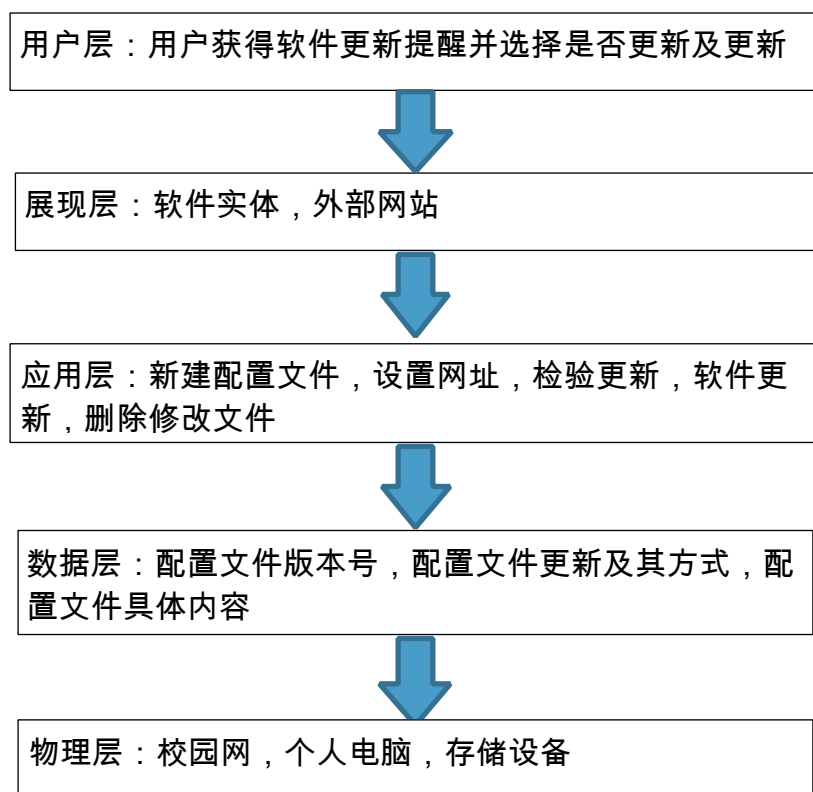 用户层：用户获得软件更新提醒并选择是否更新及更新
展现层：软件实体，外部网站
应用层：新建配置文件，设置网址，检验更新，软件更
新，删除修改文件
数据层：配置文件版本号，配置文件更新及其方式，配
置文件具体内容
物理层：校园网，个人电脑，存储设备